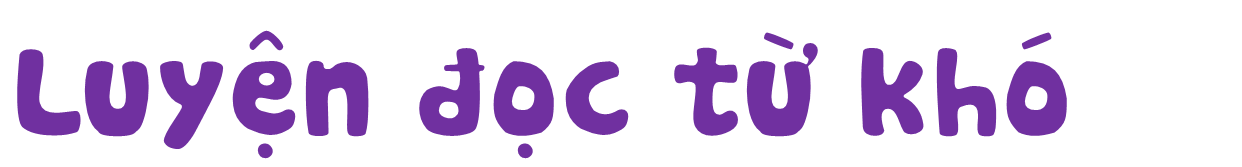 Luyện đọc từ khó